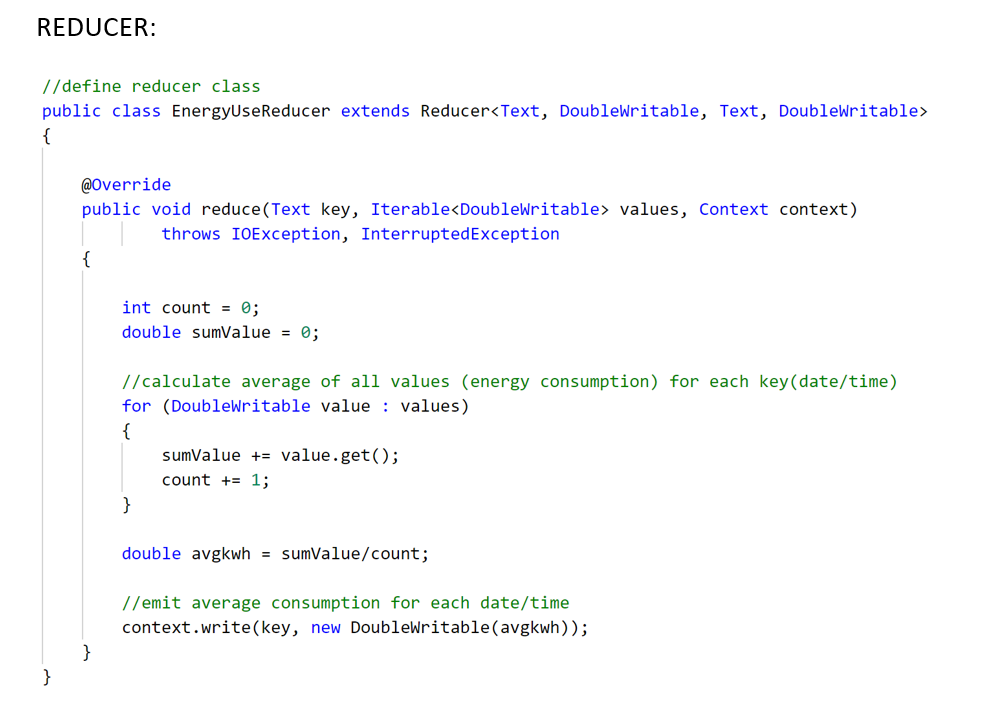 REDUCER:
//define reducer class
public class EnergyUseReducer extends Reducer<Text, DoubleWritable, Text, DoubleWritable>
{
@Override
public void reduce(Text key, Iterable<DoubleWritable> values, Context context)
throws IOException, InterruptedException
{
int count = 0;
double sumValue = 0;
//calculate average of all values (energy consumption) for each key(date/time)
for (DoubleWritable value : values)
{
sumValue += value.get();
count += 1;
}
double avgkwh = sumValue/count;
//emit average consumption for each date/time
context.write(key, new DoubleWritable(avgkwh));
}
}